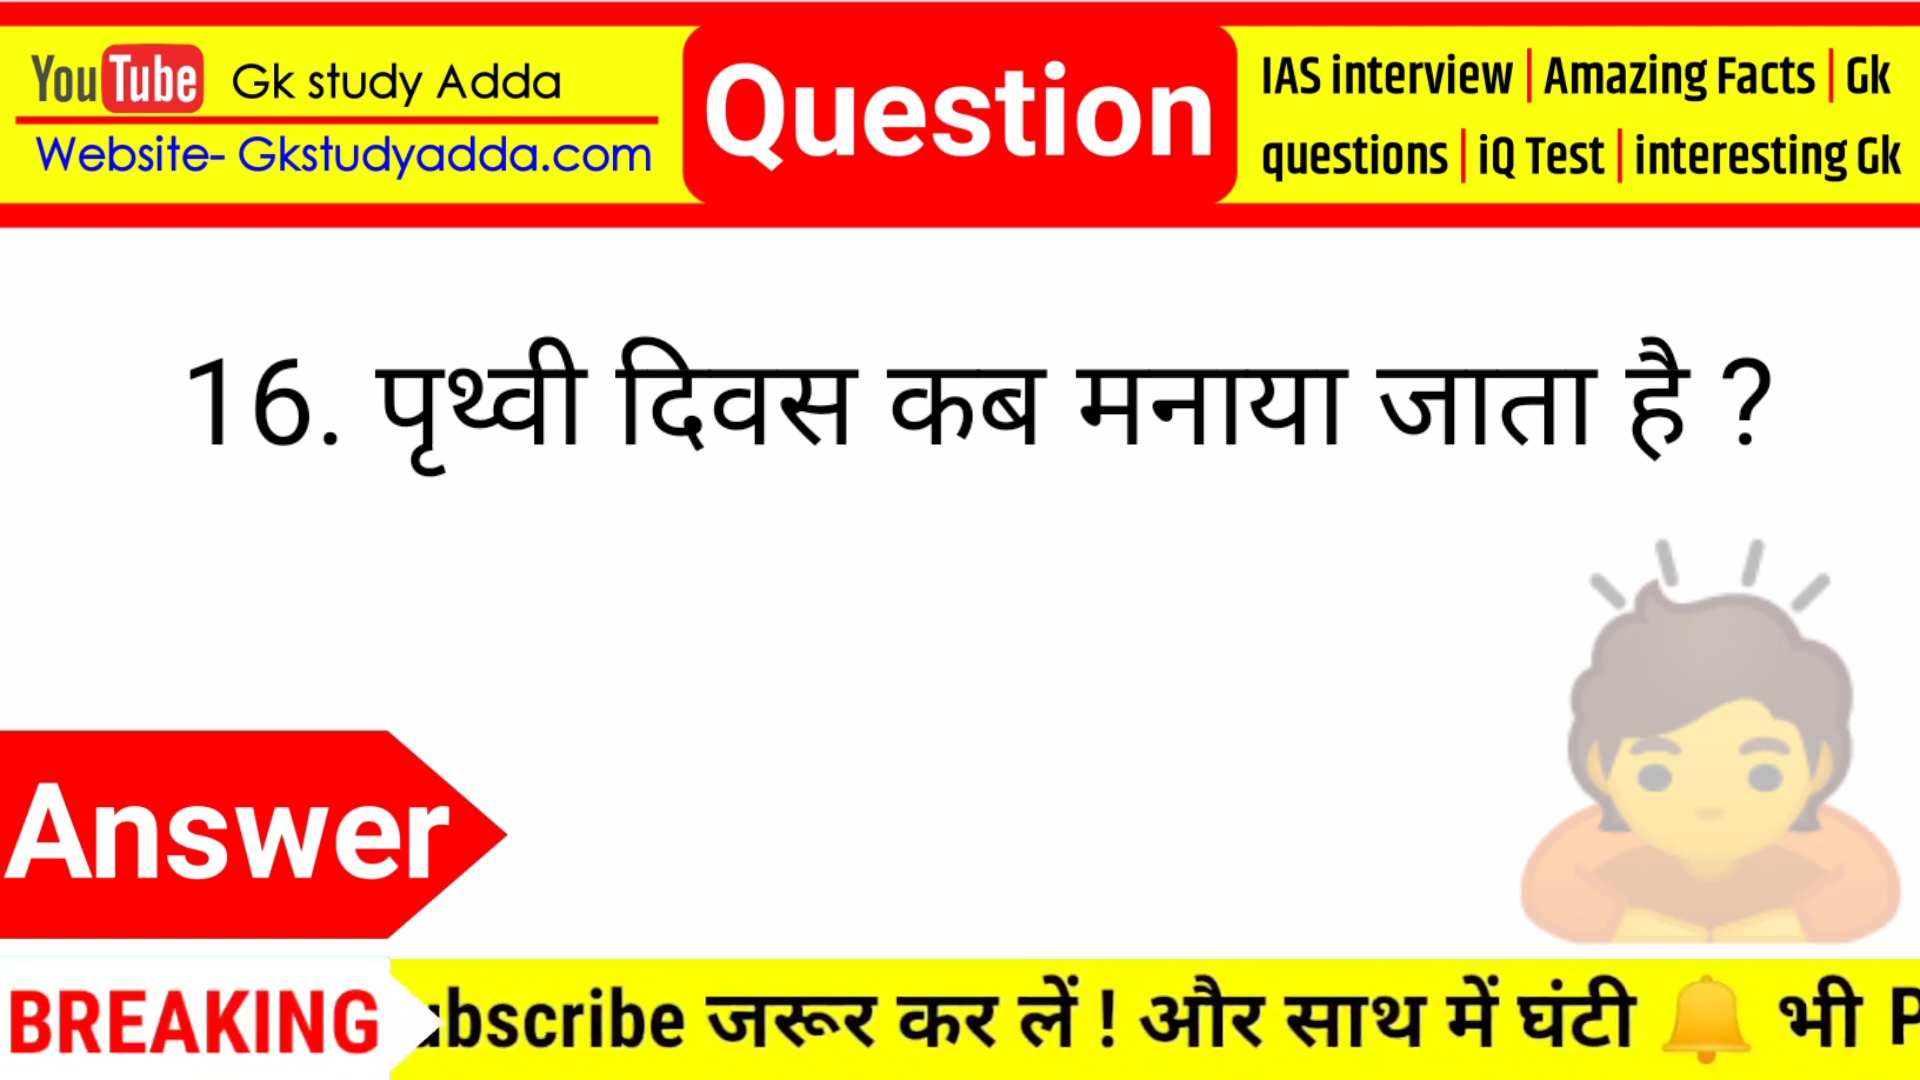 YouTube Gk study Adda
Website- Gkstudyadda.com
Question
IAS interview | Amazing Facts | Gk
questions | iQ Test | interesting Gk
16. पृथ्वी दिवस कब मनाया जाता है ?
Answer
BREAKING
ubscribe जरूर कर लें ! और साथ में घंटी 🔔 भी P